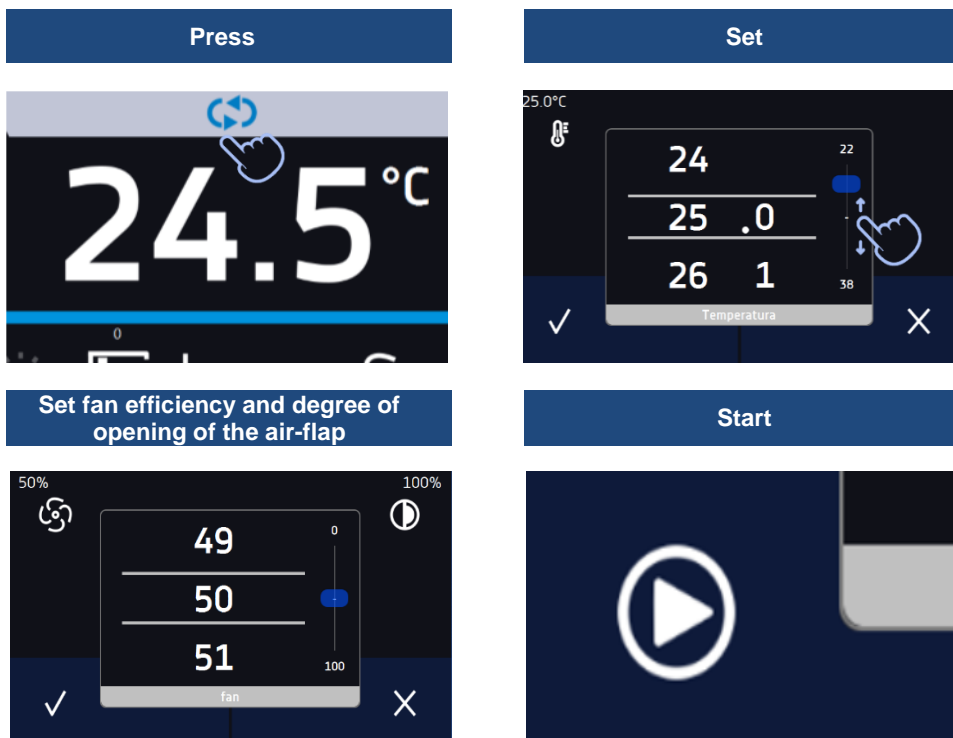 Press
24.5°C
0
Set
25.0°C
24
22
25 .0
26 1
38
Temperatura
Set fan efficiency and degree of
opening of the air-flap
50%
100%
49
0
50
51
100
fan
Start